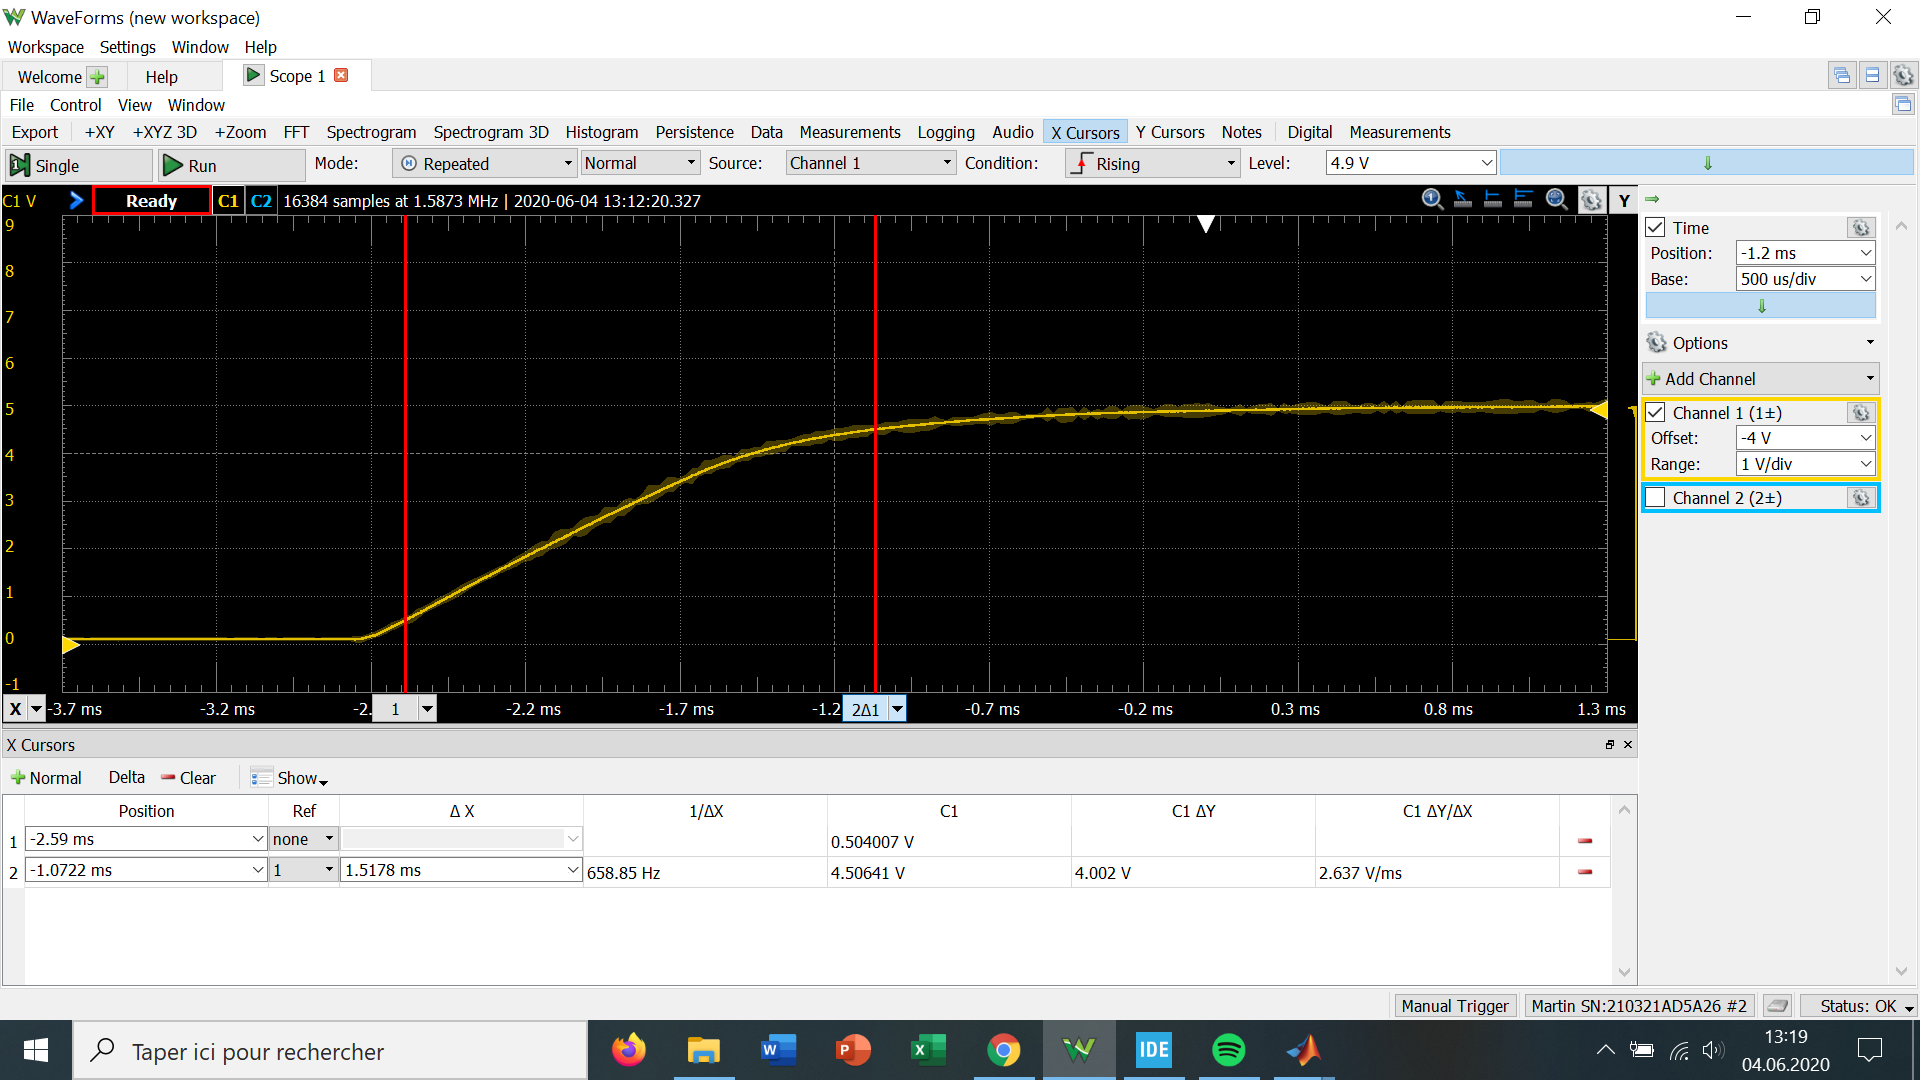 WaveForms (new workspace)
Workspace Settings Window Help
Welcome Help Scope 1
File Control View Window
Export +XY +XYZ 3D +Zoom FFT Spectrogram Spectrogram 3D Histogram Persistence Data Measurements Logging Audio X Cursors Y Cursors Notes Digital Measurements
Single Run Mode: Repeated Normal Source: Channel 1 Condition: Rising Level: 4.9 V
C1 V Ready C1 C2 16384 samples at 1.5873 MHz | 2020-06-04 13:12:20.327 Y
9
8
7
6
5
4
3
2
1
0
-1
X -3.7 ms -3.2 ms -2. 1 -2.2 ms -1.7 ms -1.2 2Δ1 -0.7 ms -0.2 ms 0.3 ms 0.8 ms 1.3 ms
Time
Position: -1.2 ms
Base: 500 us/div
Options
Add Channel
Channel 1 (1±)
Offset: -4 V
Range: 1 V/div
Channel 2 (2±)
X Cursors
Normal Delta Clear Show
Position Ref Δ X 1/ΔX C1 C1 ΔY C1 ΔY/ΔX
1 -2.59 ms none 0.504007 V
2 -1.0722 ms 1 1.5178 ms 658.85 Hz 4.50641 V 4.002 V 2.637 V/ms
Manual Trigger Martin SN:210321AD5A26 #2 Status: OK
Taper ici pour rechercher
IDE
13:19
04.06.2020